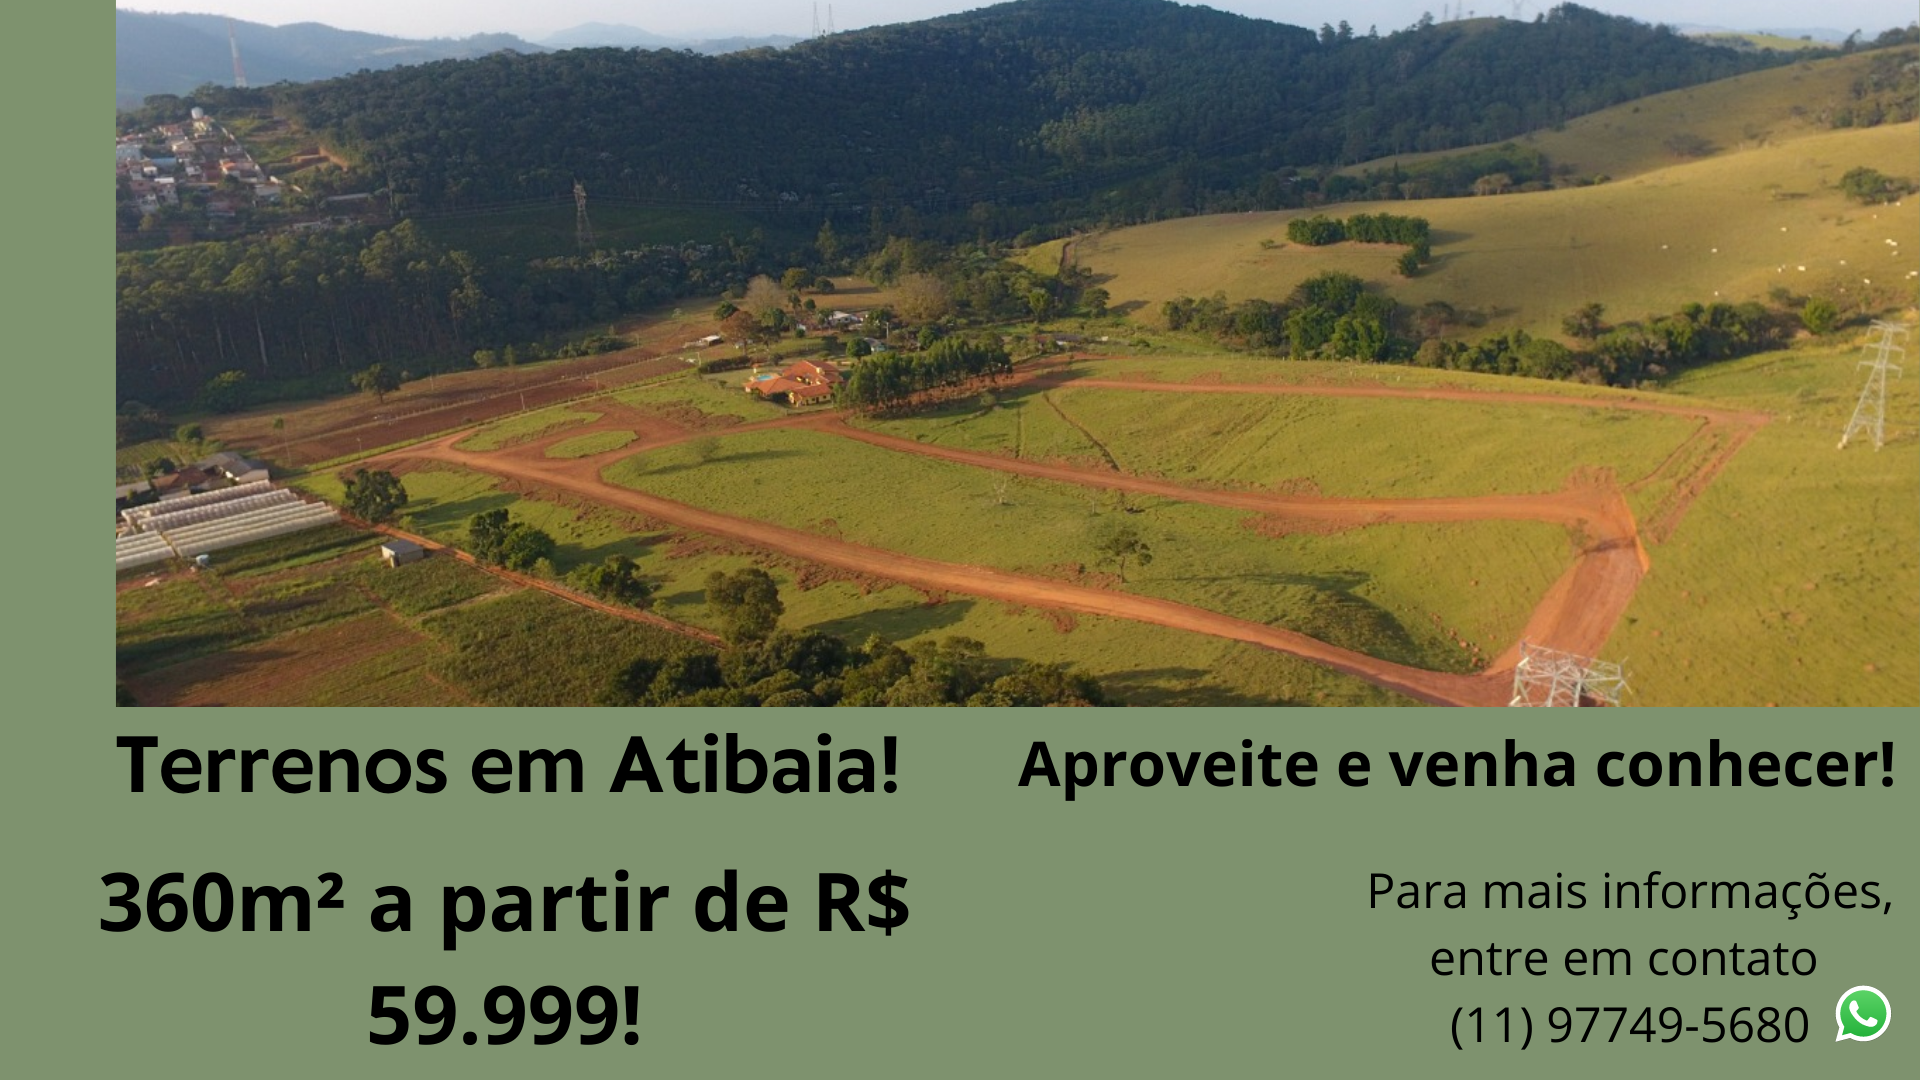 Terrenos em Atibaia!
360m² a partir de R$
59.999!
Aproveite e venha conhecer!
Para mais informações,
entre em contato
(11) 97749-5680